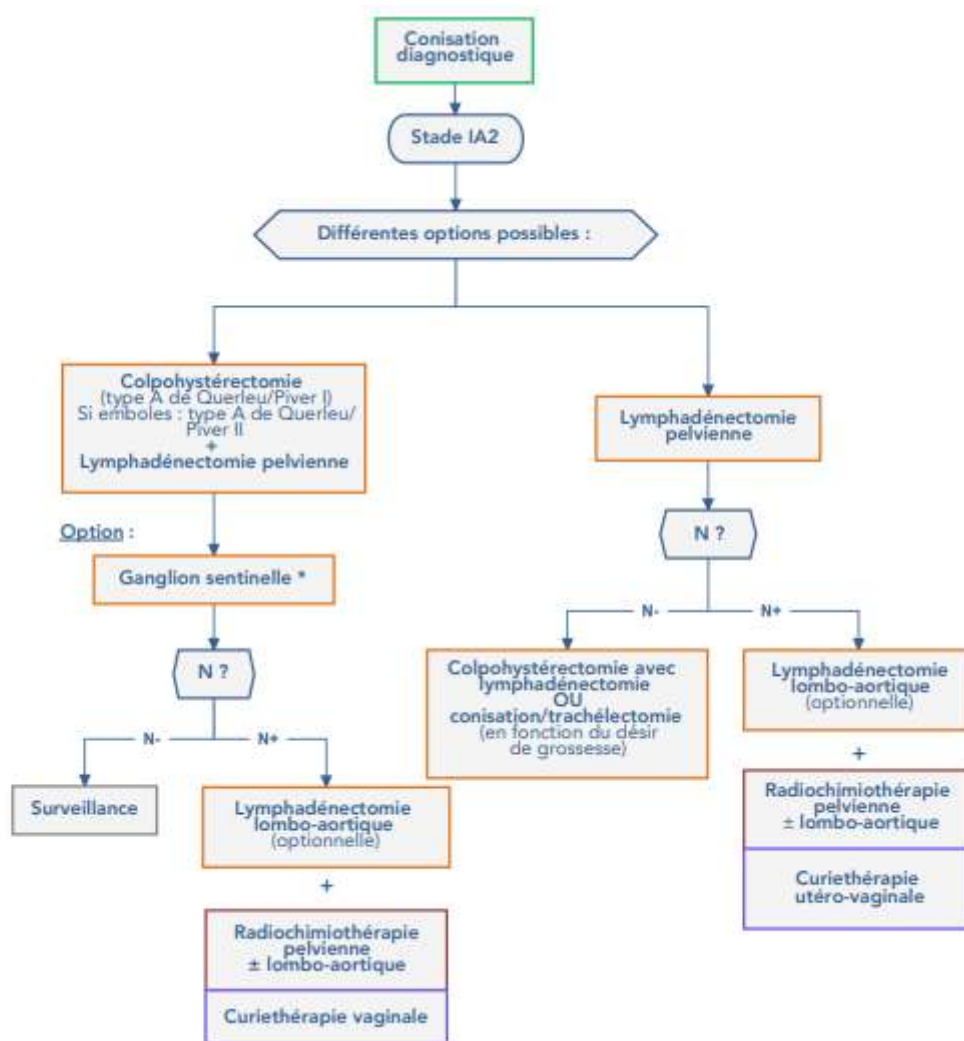 Conisation
diagnostique
Stade IA2
Différentes options possibles :
Colpohystérectomie
(type A de Querleu/Piver I)
Si emboles : type A de Querleu/
Piver II
+
Lymphadénectomie pelvienne
Lymphadénectomie
pelvienne
Option :
Ganglion sentinelle *
N ?
N ?
N-
N+
Colpohystérectomie avec
lymphadénectomie
OU
conisation/trachélectomie
(en fonction du désir
de grossesse)
Lymphadénectomie
lombo-aortique
(optionnelle)
+
Radiochimiothérapie
pelvienne
± lombo-aortique
Curiethérapie
utéro-vaginale
N-
N+
Surveillance
Lymphadénectomie
lombo-aortique
(optionnelle)
+
Radiochimiothérapie
pelvienne
± lombo-aortique
Curiethérapie vaginale